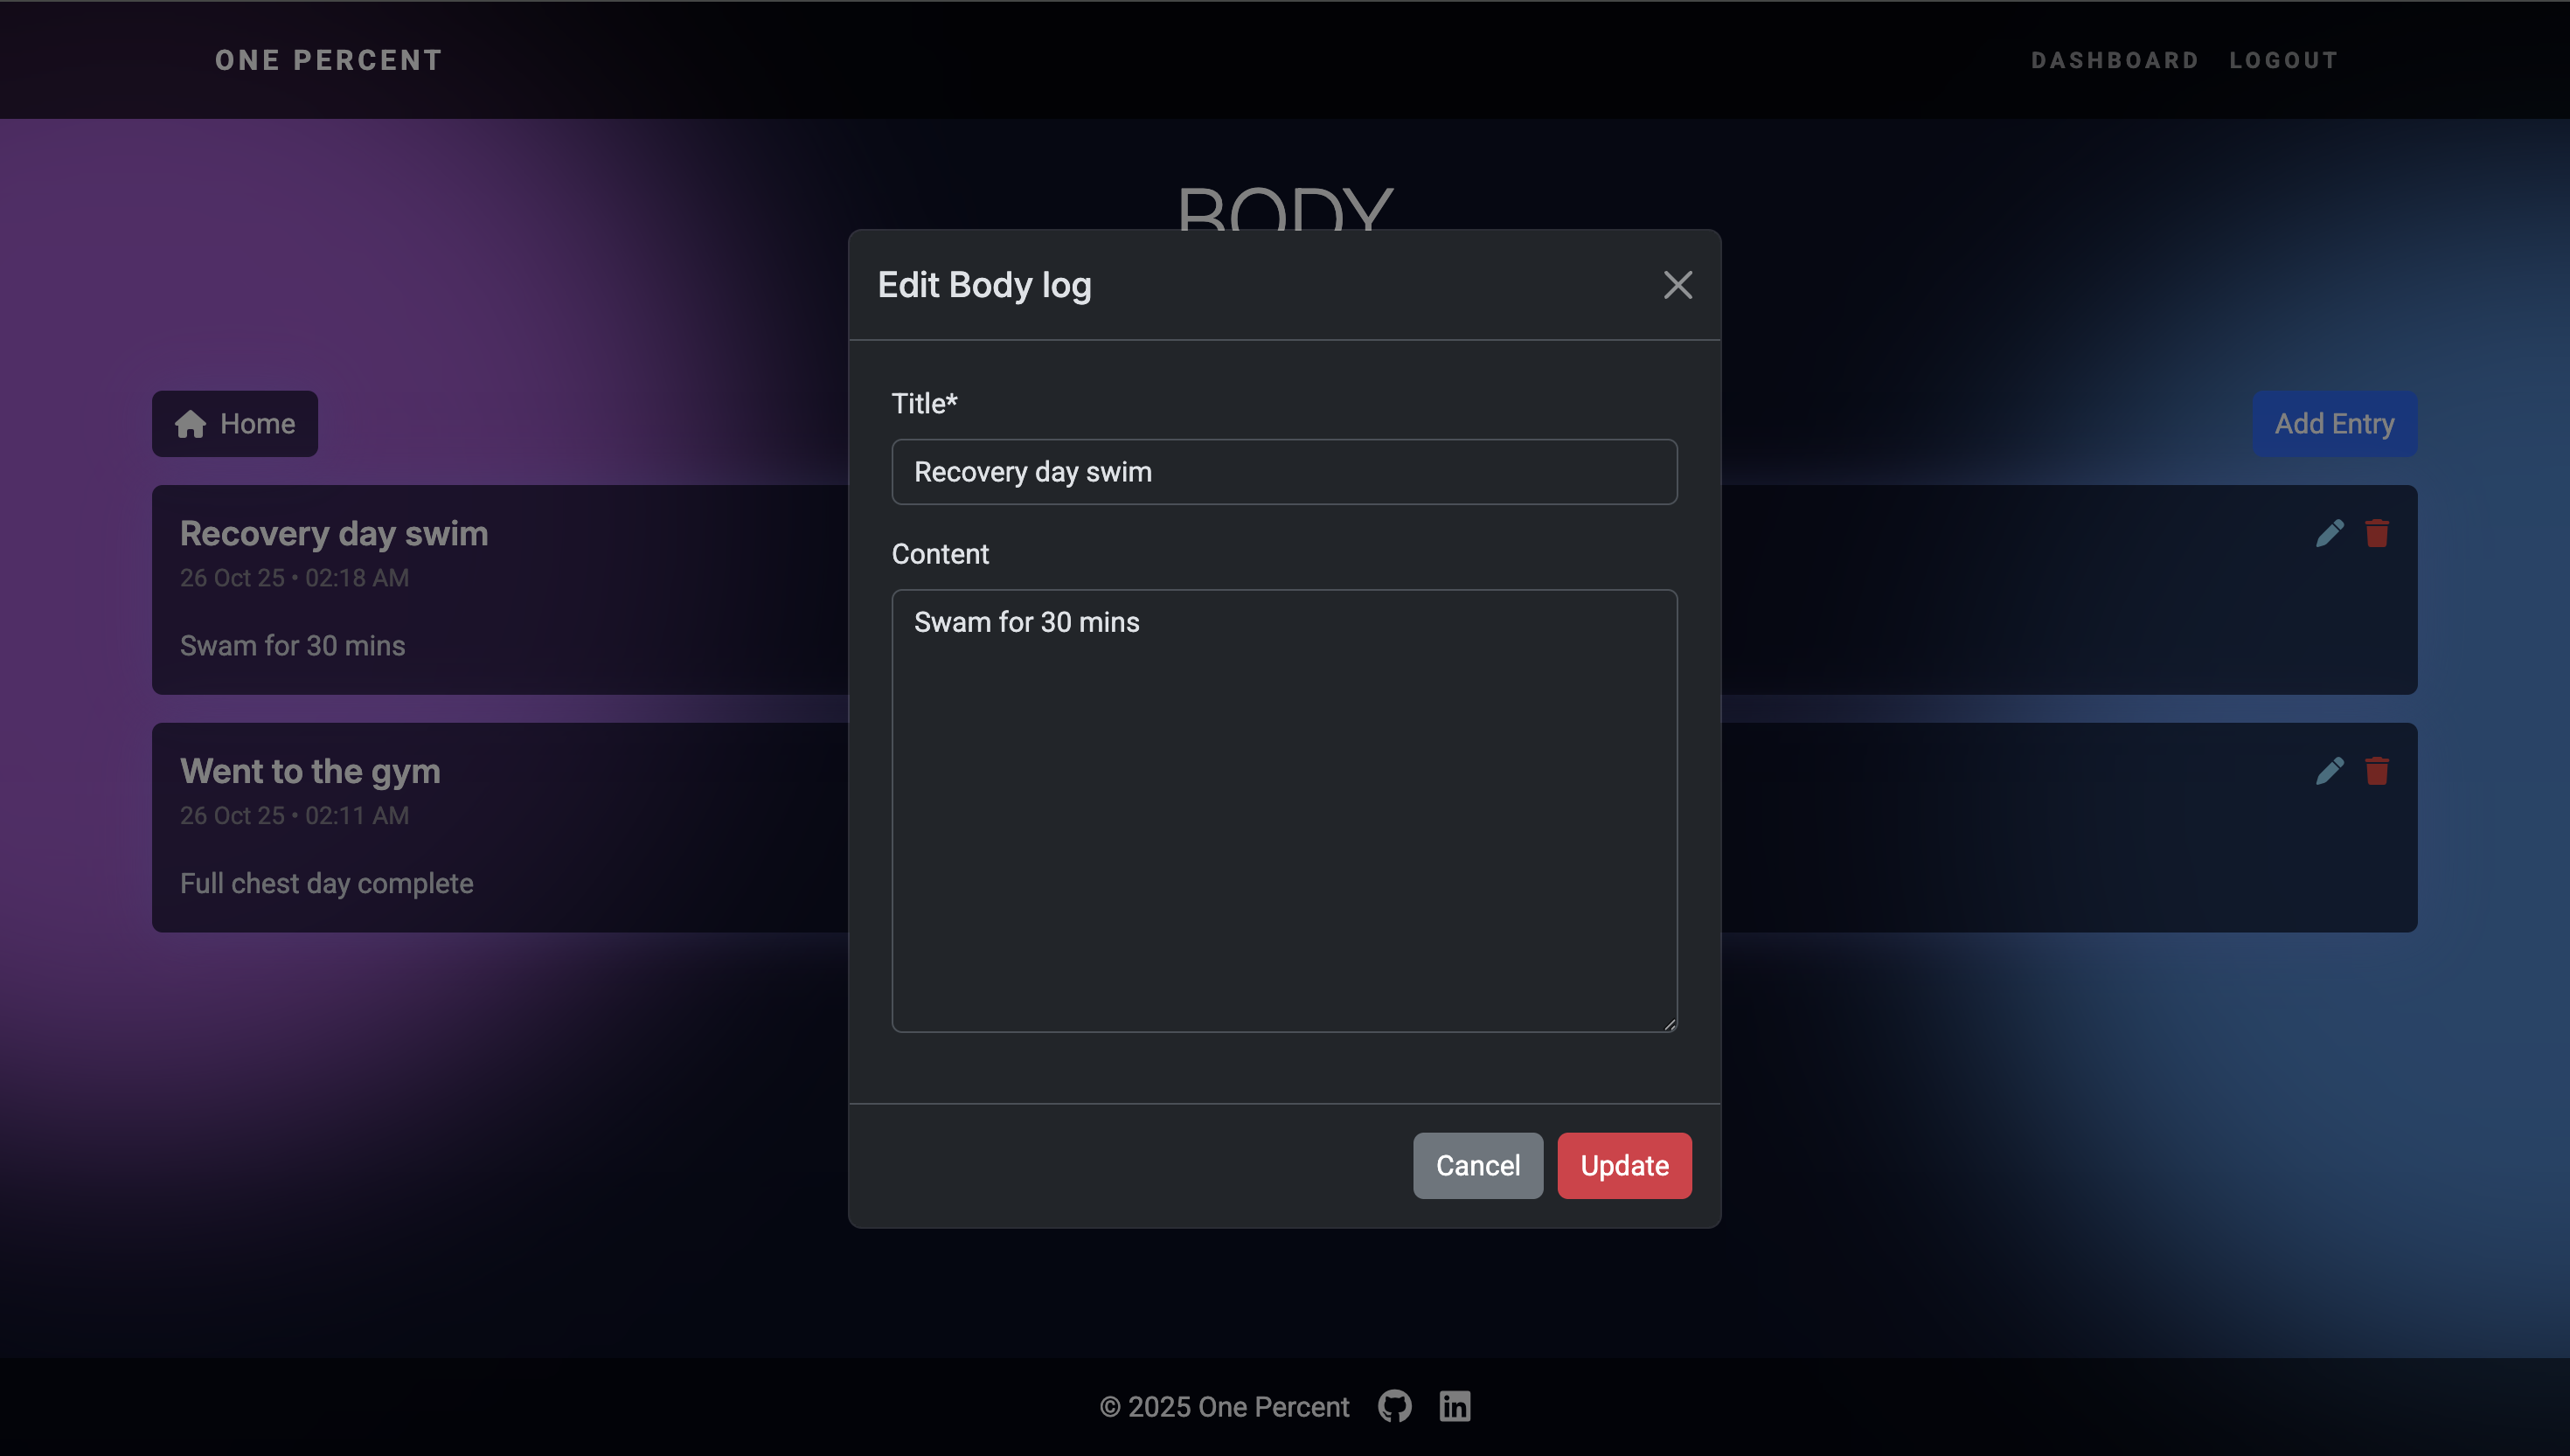 ONE PERCENT
DASHBOARD LOGOUT
BODY
Edit Body log
Title*
Recovery day swim
Content
Swam for 30 mins
Cancel Update
Home
Add Entry
Recovery day swim
26 Oct 25 • 02:18 AM
Swam for 30 mins
Went to the gym
26 Oct 25 • 02:11 AM
Full chest day complete
© 2025 One Percent